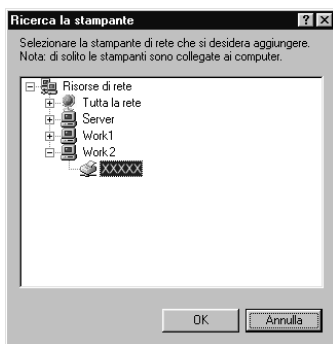 Ricerca la stampante
Selezionare la stampante di rete che si desidera aggiungere.
Nota: di solito le stampanti sono collegate ai computer.
Risorse di rete
Tutta la rete
Server
Work1
Work2
XXXXX
OK
Annulla